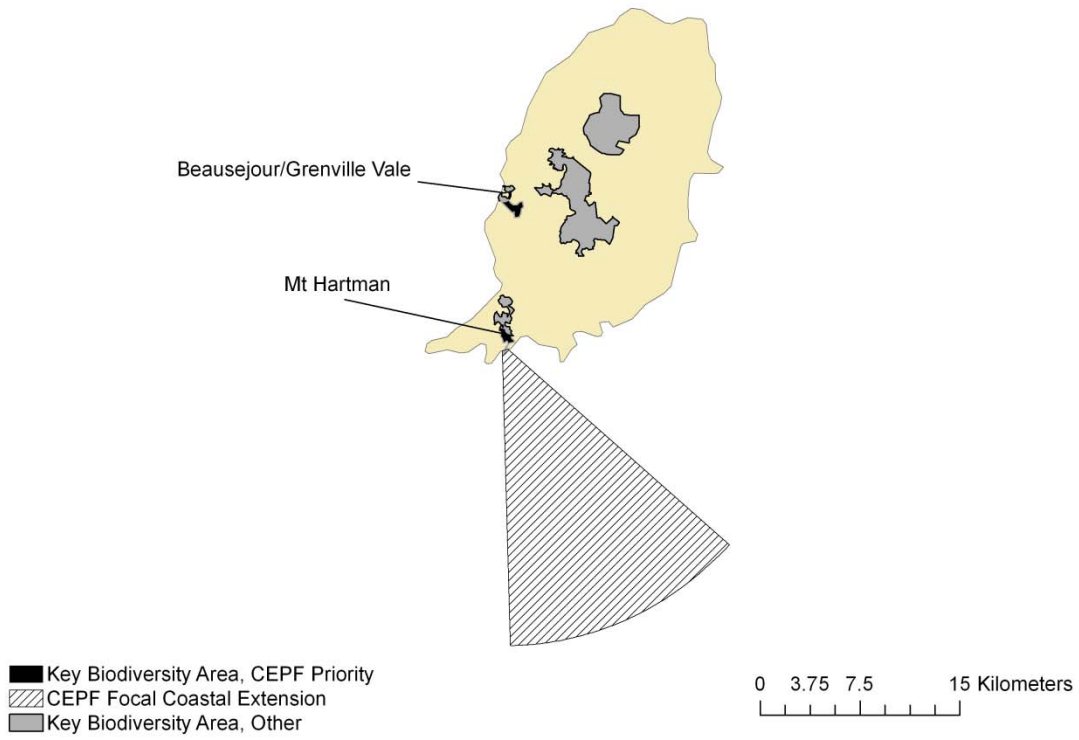 Beausejour/Grenville Vale
Mt Hartman
Key Biodiversity Area, CEPF Priority
CEPF Focal Coastal Extension
Key Biodiversity Area, Other
0 3.75 7.5 15 Kilometers